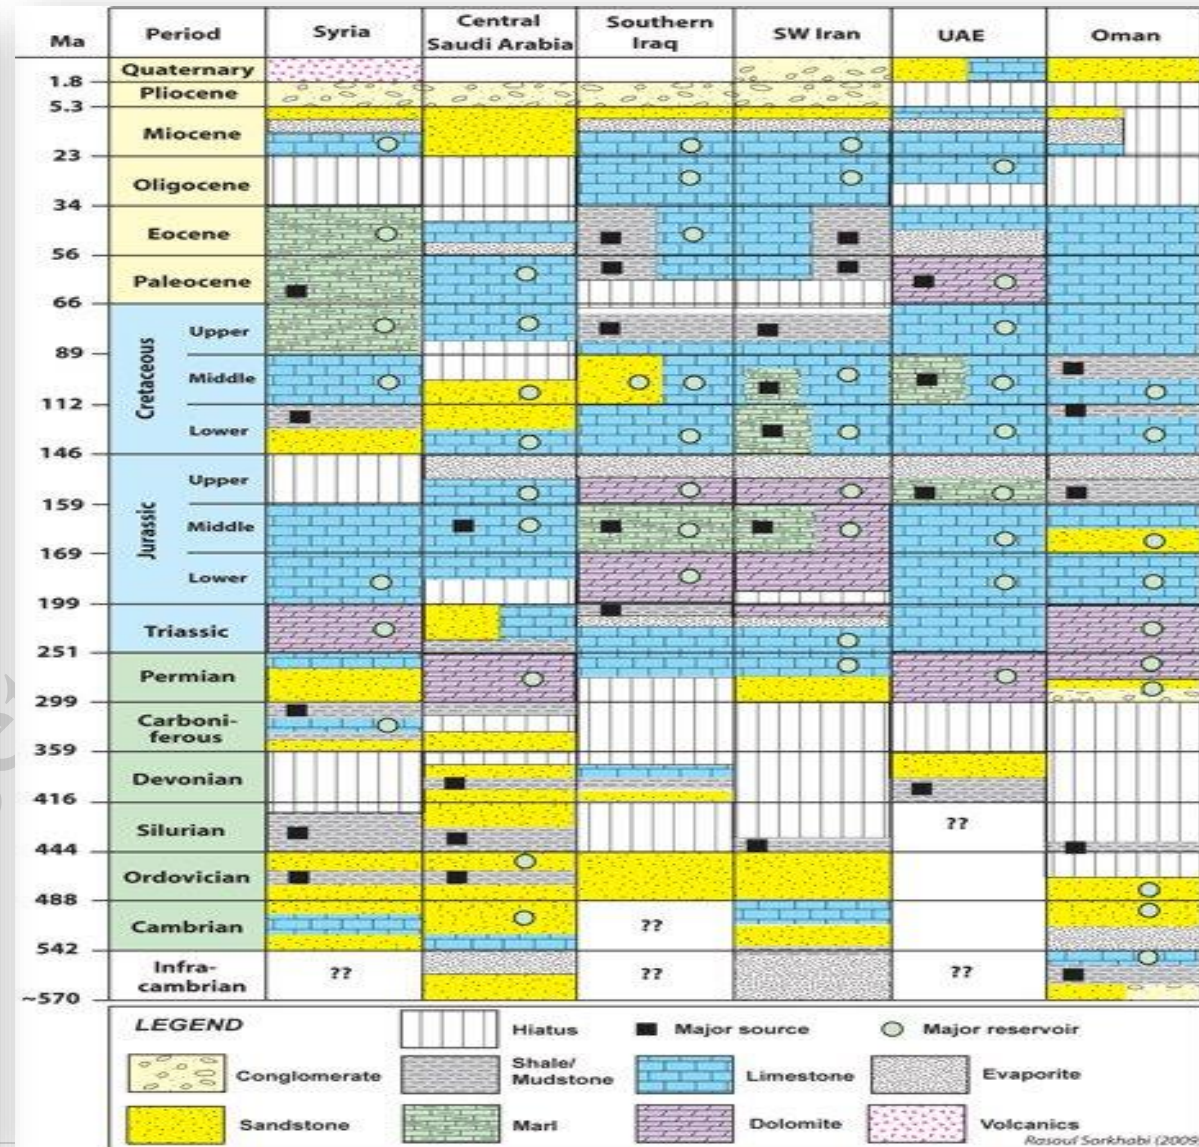 Ma Period Syria Central Saudi Arabia Southern Iraq SW Iran UAE Oman
Quaternary
1.8
Pliocene
5.3
Miocene
23
Oligocene
34
Eocene
56
Paleocene
66
Cretaceous
Upper
89
Middle
112
Lower
146
Jurassic
Upper
159
Middle
169
Lower
199
Triassic
251
Permian
299
Carboni-
ferous
359
Devonian
416
Silurian ??
444
Ordovician
488
Cambrian ??
542
Infra-
cambrian ?? ?? ??
~570
LEGEND
Hiatus Major source Major reservoir
Conglomerate Shale/
Mudstone Limestone Evaporite
Sandstone Marl Dolomite Volcanics
Rasoul Sorkhabi (2009